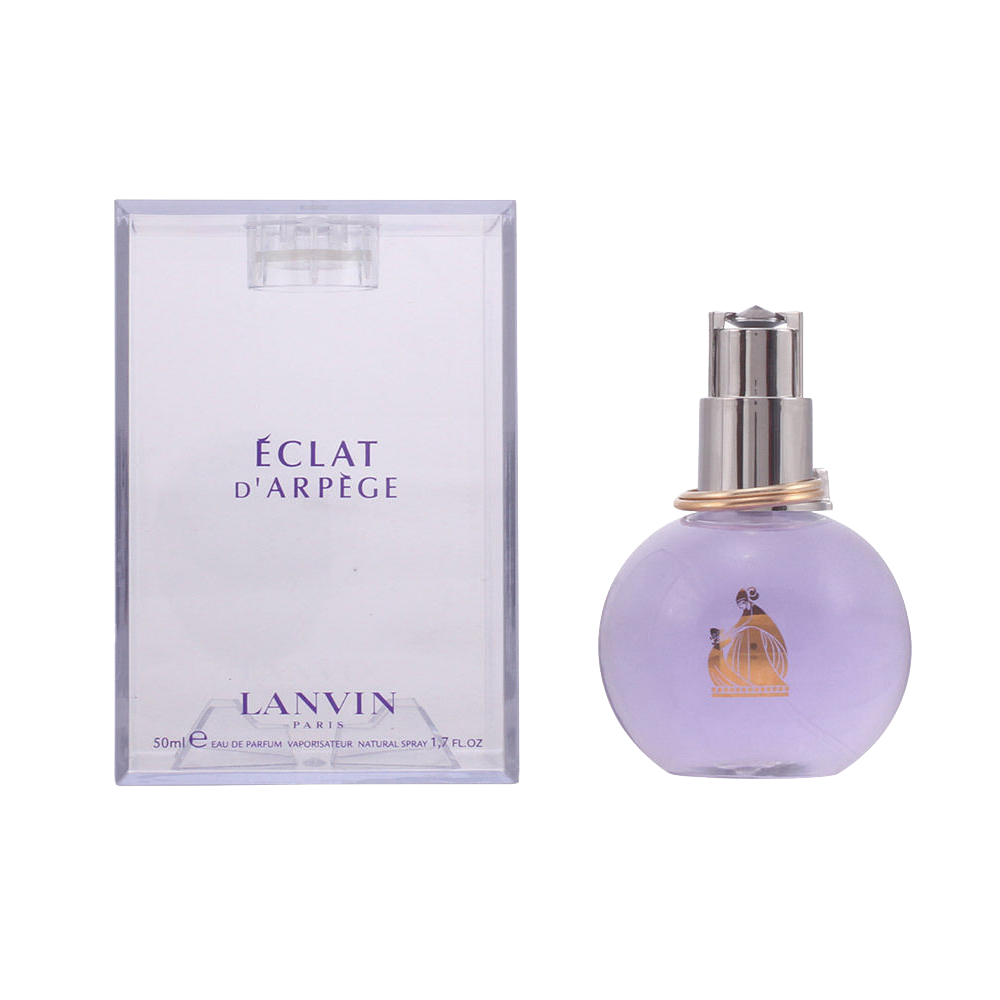 ÉCLAT
D'ARPÈGE
LANVIN
PARIS
50ml ℮ EAU DE PARFUM VAPORISATEUR NATURAL SPRAY 1,7 FL.OZ